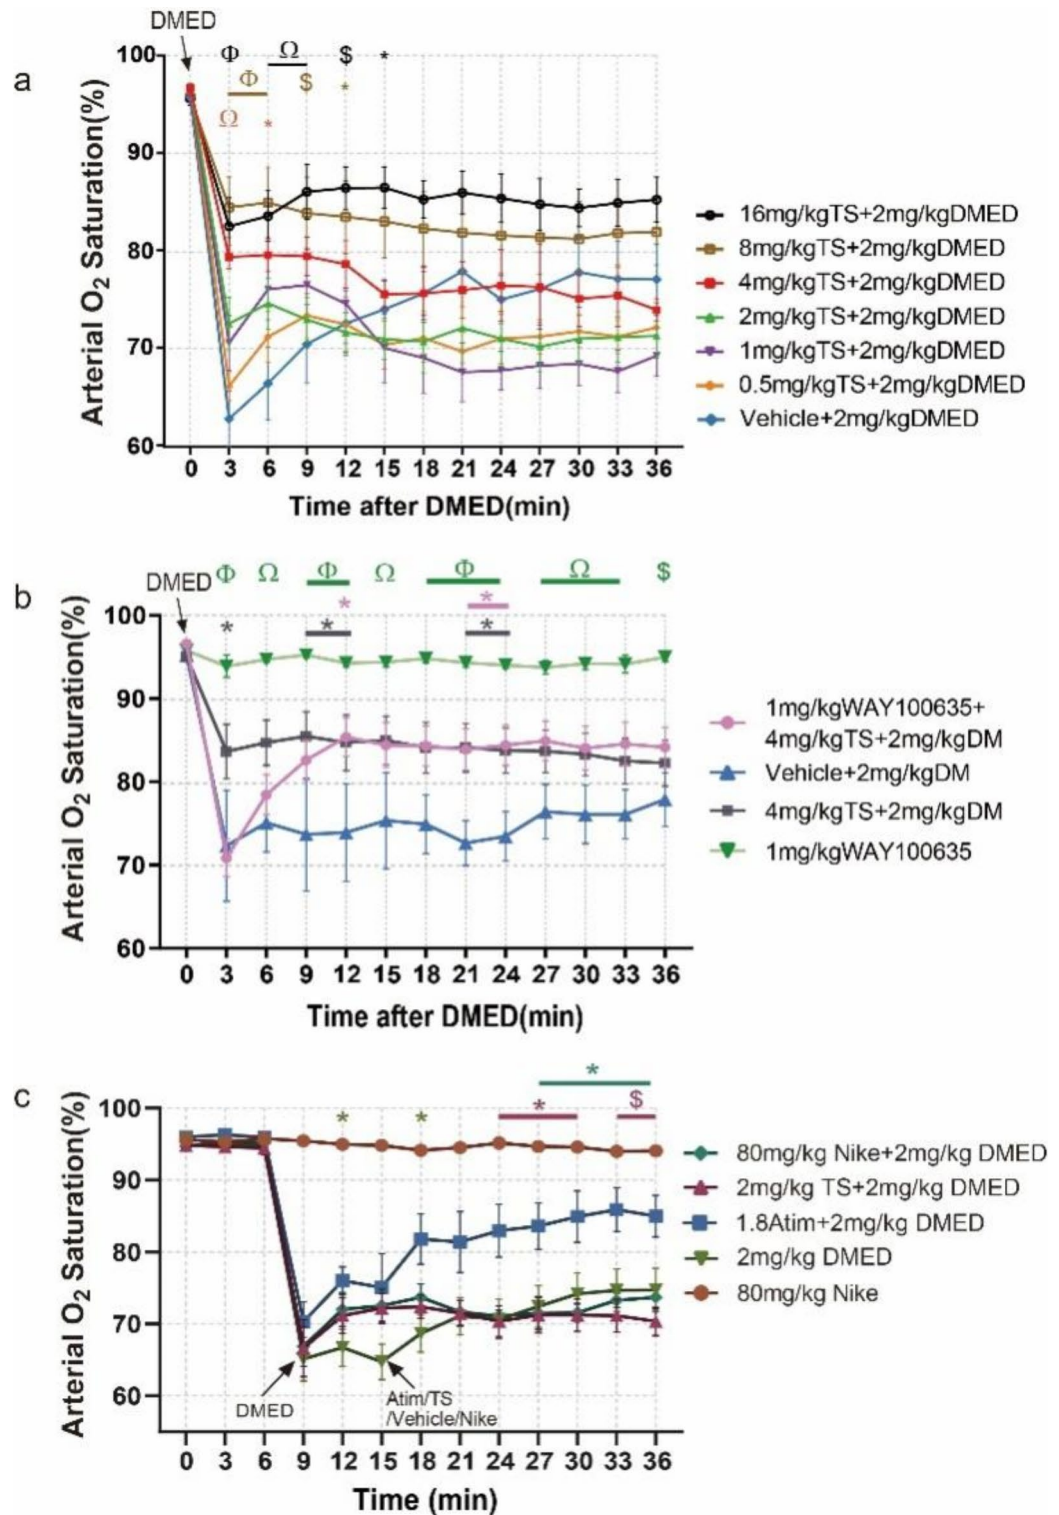 a
DMED
Φ Ω $ *
Φ $ *
Ω *
Arterial O2 Saturation(%)
100
90
80
70
60
0 3 6 9 12 15 18 21 24 27 30 33 36
Time after DMED(min)
16mg/kgTS+2mg/kgDMED
8mg/kgTS+2mg/kgDMED
4mg/kgTS+2mg/kgDMED
2mg/kgTS+2mg/kgDMED
1mg/kgTS+2mg/kgDMED
0.5mg/kgTS+2mg/kgDMED
Vehicle+2mg/kgDMED
b
DMED
Φ Ω Φ Ω Φ Ω $
* *
* * *
Arterial O2 Saturation(%)
100
90
80
70
60
0 3 6 9 12 15 18 21 24 27 30 33 36
Time after DMED(min)
1mg/kgWAY100635+
4mg/kgTS+2mg/kgDM
Vehicle+2mg/kgDM
4mg/kgTS+2mg/kgDM
1mg/kgWAY100635
c
*
* * * $
Arterial O2 Saturation(%)
100
90
80
70
60
DMED
Atim/TS
/Vehicle/Nike
0 3 6 9 12 15 18 21 24 27 30 33 36
Time (min)
80mg/kg Nike+2mg/kg DMED
2mg/kg TS+2mg/kg DMED
1.8Atim+2mg/kg DMED
2mg/kg DMED
80mg/kg Nike